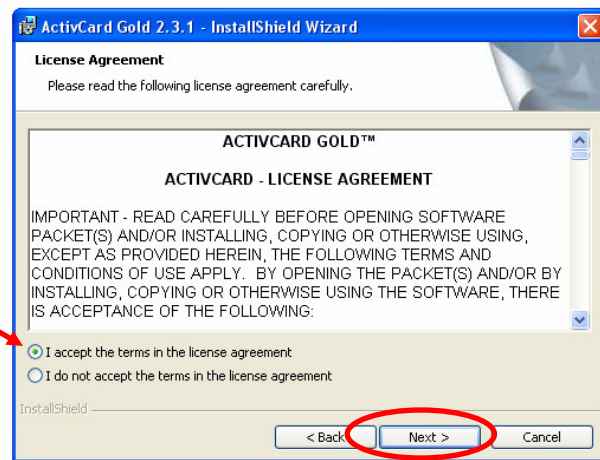 ActivCard Gold 2.3.1 - InstallShield Wizard
License Agreement
Please read the following license agreement carefully.
ACTIVCARD GOLD™
ACTIVCARD - LICENSE AGREEMENT
IMPORTANT - READ CAREFULLY BEFORE OPENING SOFTWARE
PACKET(S) AND/OR INSTALLING, COPYING OR OTHERWISE USING,
EXCEPT AS PROVIDED HEREIN, THE FOLLOWING TERMS AND
CONDITIONS OF USE APPLY. BY OPENING THE PACKET(S) AND/OR BY
INSTALLING, COPYING OR OTHERWISE USING THE SOFTWARE, THERE
IS ACCEPTANCE OF THE FOLLOWING:
I accept the terms in the license agreement
I do not accept the terms in the license agreement
InstallShield
< Back Next > Cancel